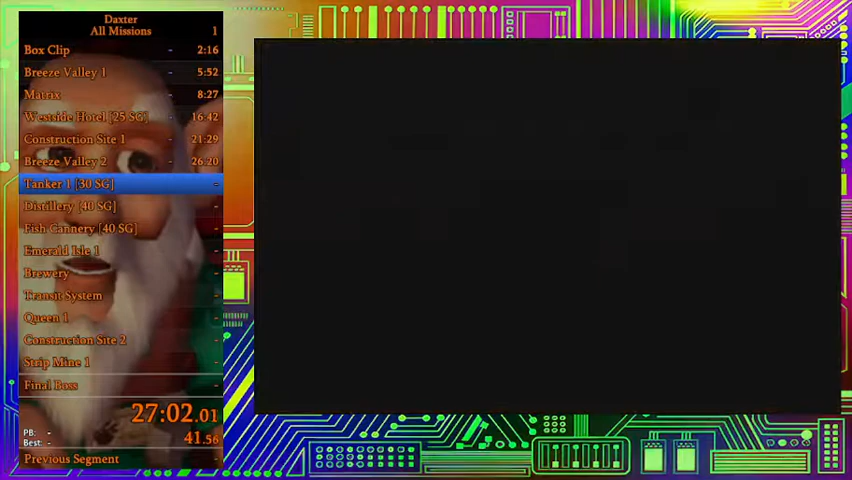 Daxter
All Missions 1
Box Clip - 2:16
Breeze Valley 1 - 5:52
Matrix - 8:27
Westside Hotel [25 SG] - 16:42
Construction Site 1 - 21:29
Breeze Valley 2 - 26:20
Tanker 1 [30 SG] -
Distillery [40 SG] -
Fish Cannery [40 SG] -
Emerald Isle 1 -
Brewery -
Transit System -
Queen 1 -
Construction Site 2 -
Strip Mine 1 -
Final Boss -
27:02.01
PB: -
Best: -
41.56
Previous Segment -